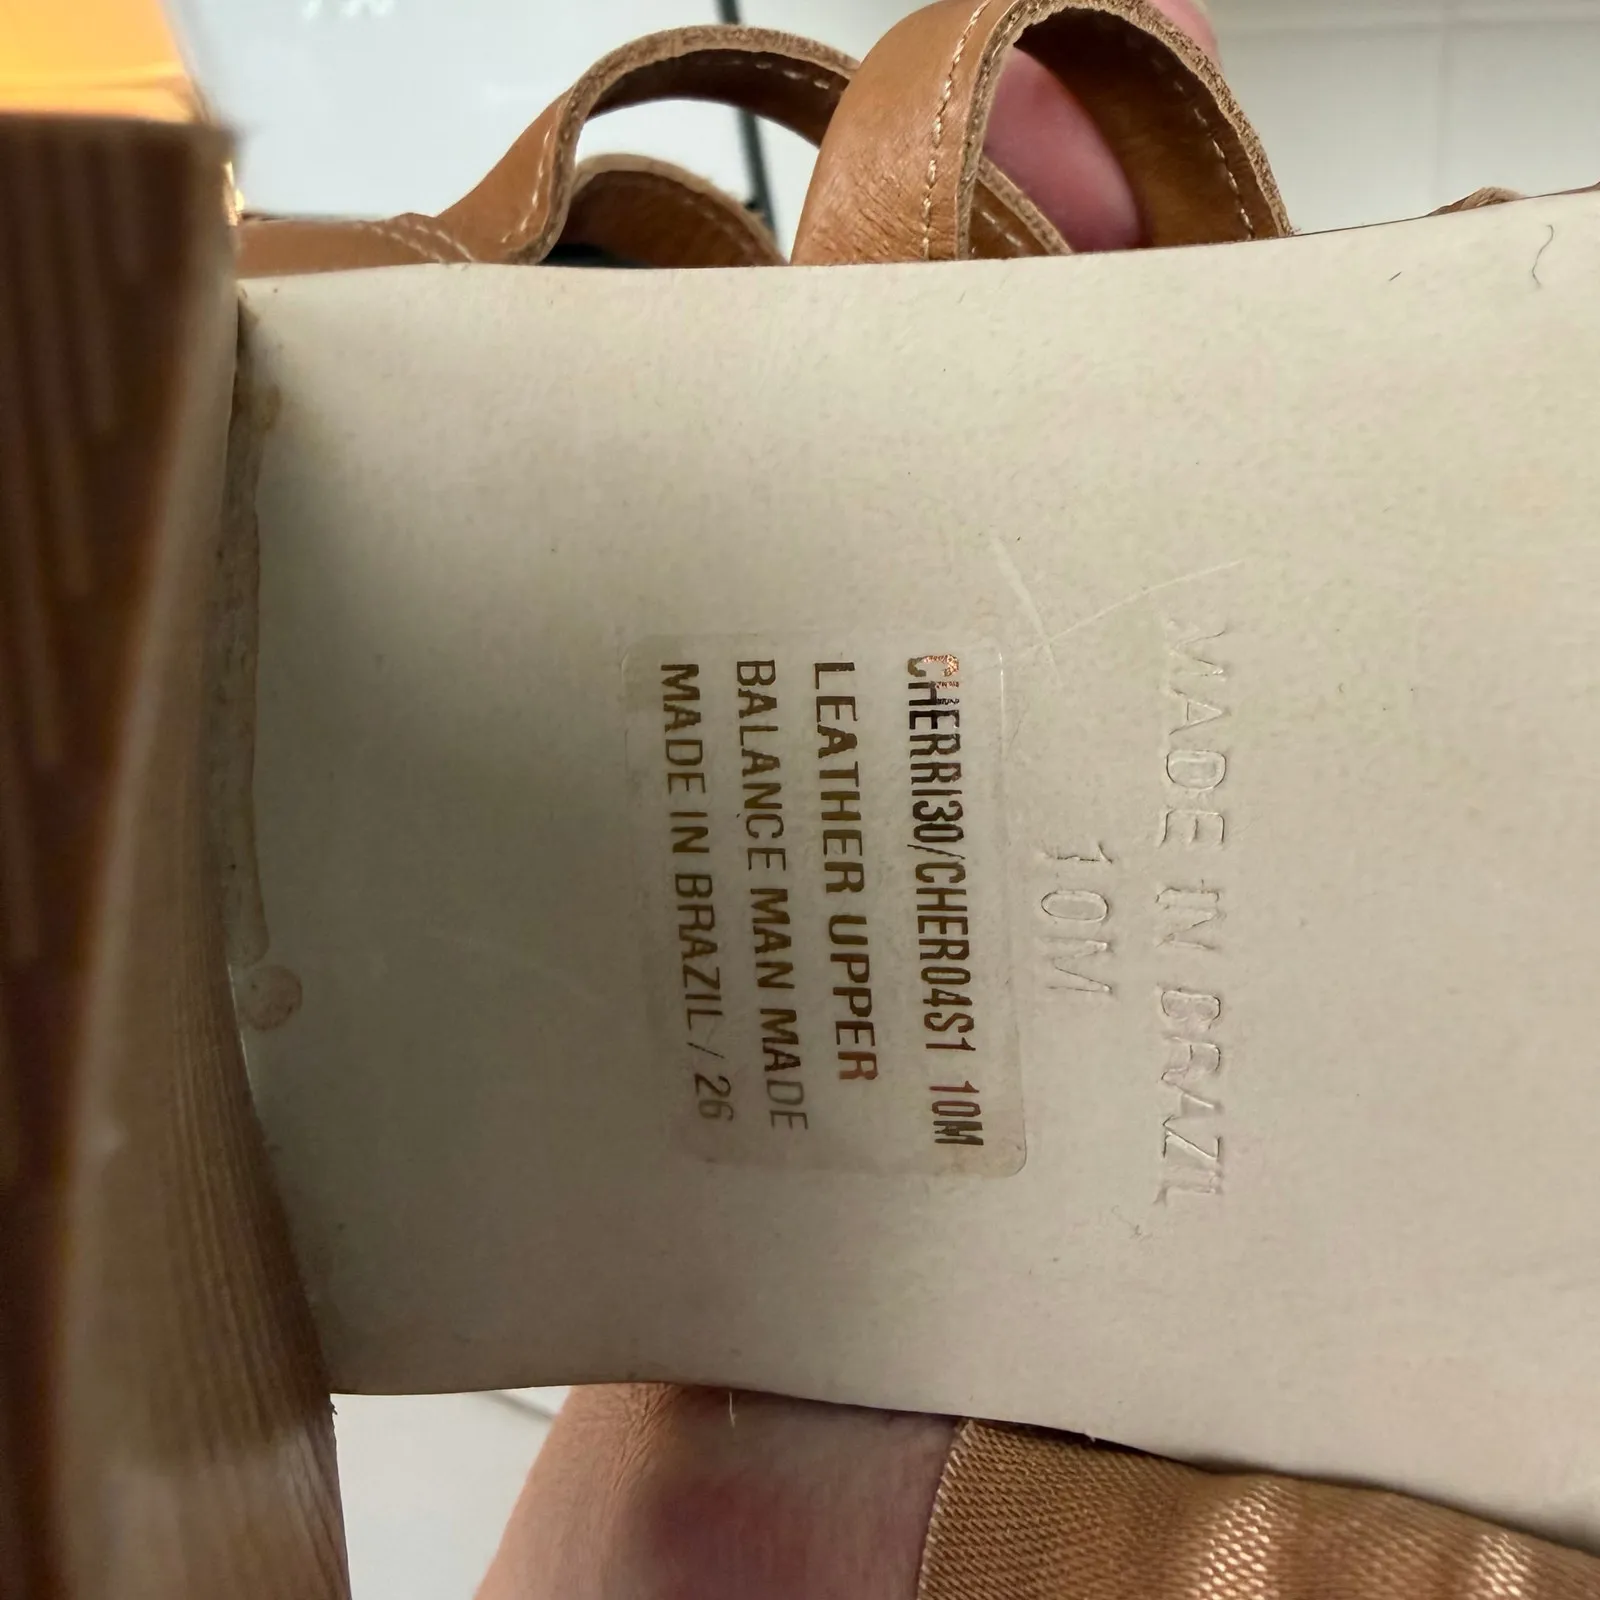 MADE IN BRAZIL
10M
CHERRI30/CHER04S1 10M
LEATHER UPPER
BALANCE MAN MADE
MADE IN BRAZIL / 26